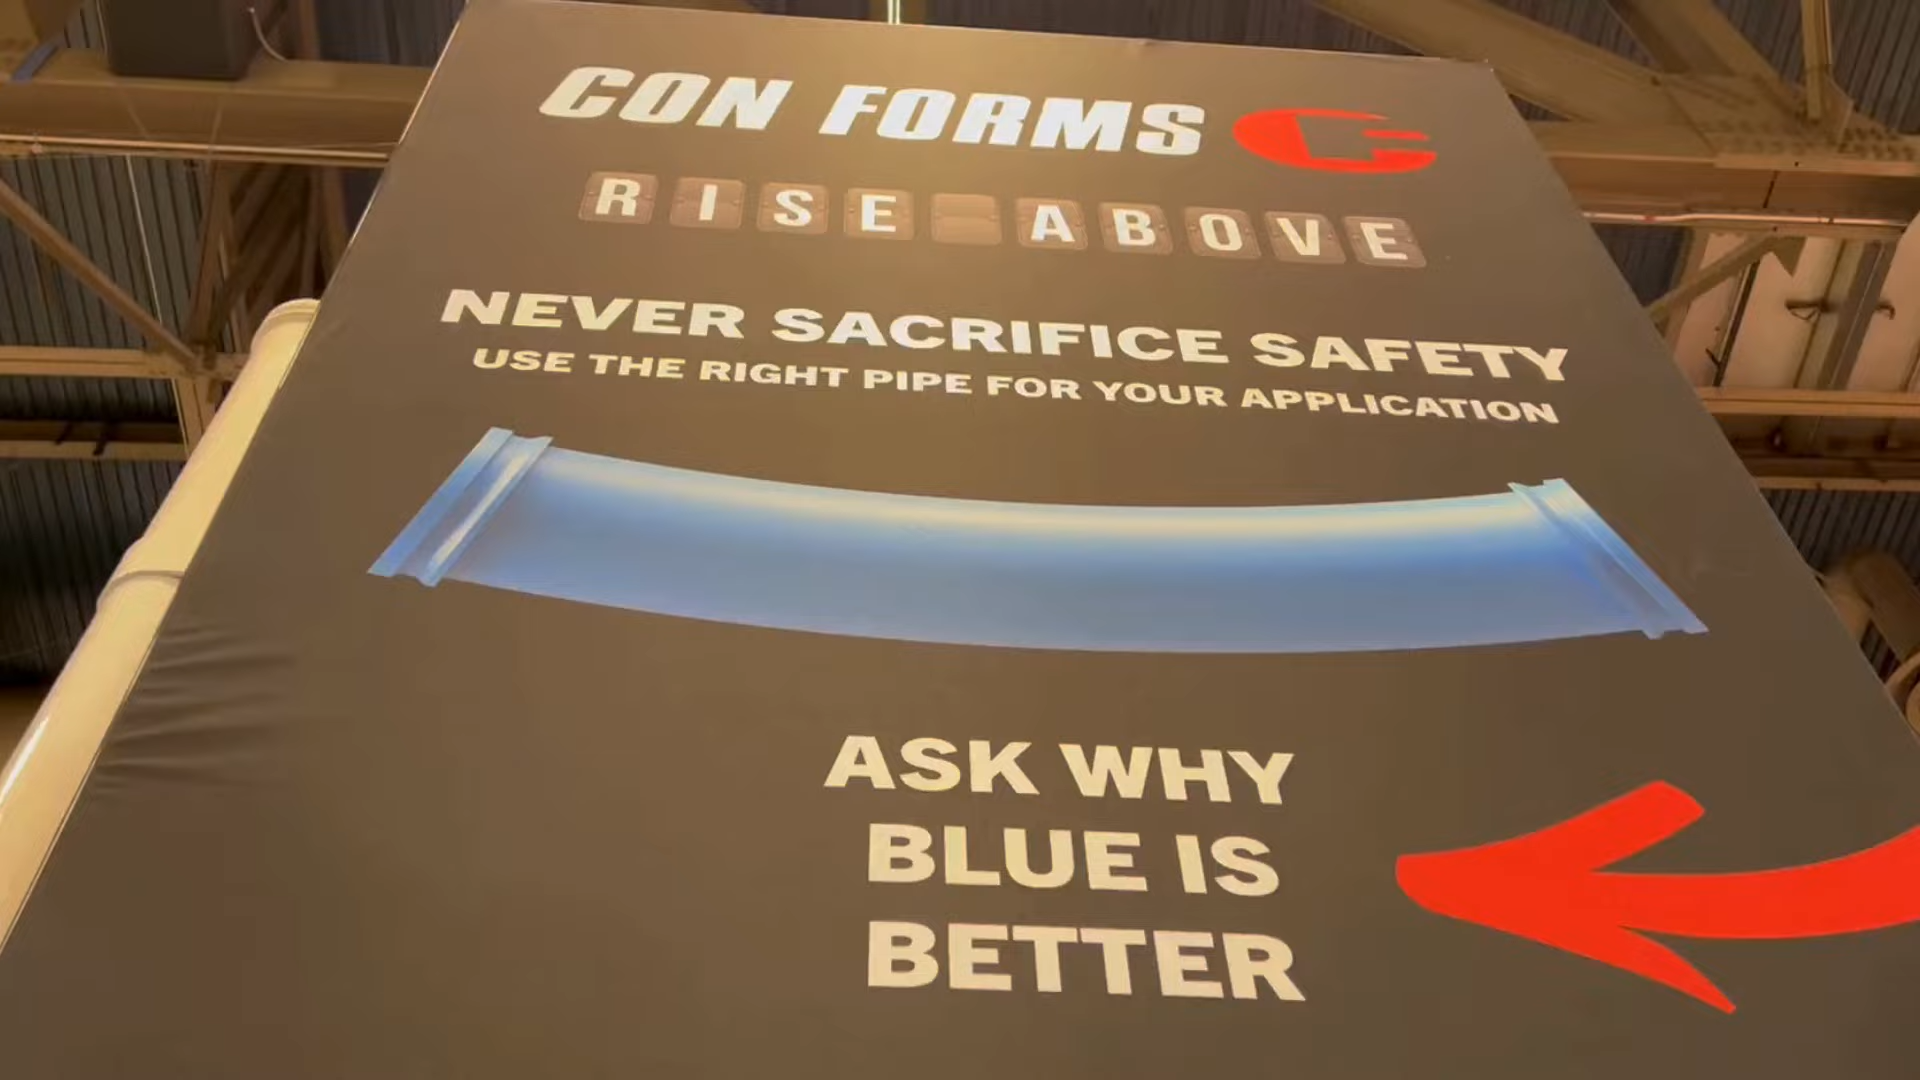 CON FORMS
RISE ABOVE
NEVER SACRIFICE SAFETY
USE THE RIGHT PIPE FOR YOUR APPLICATION
ASK WHY
BLUE IS
BETTER